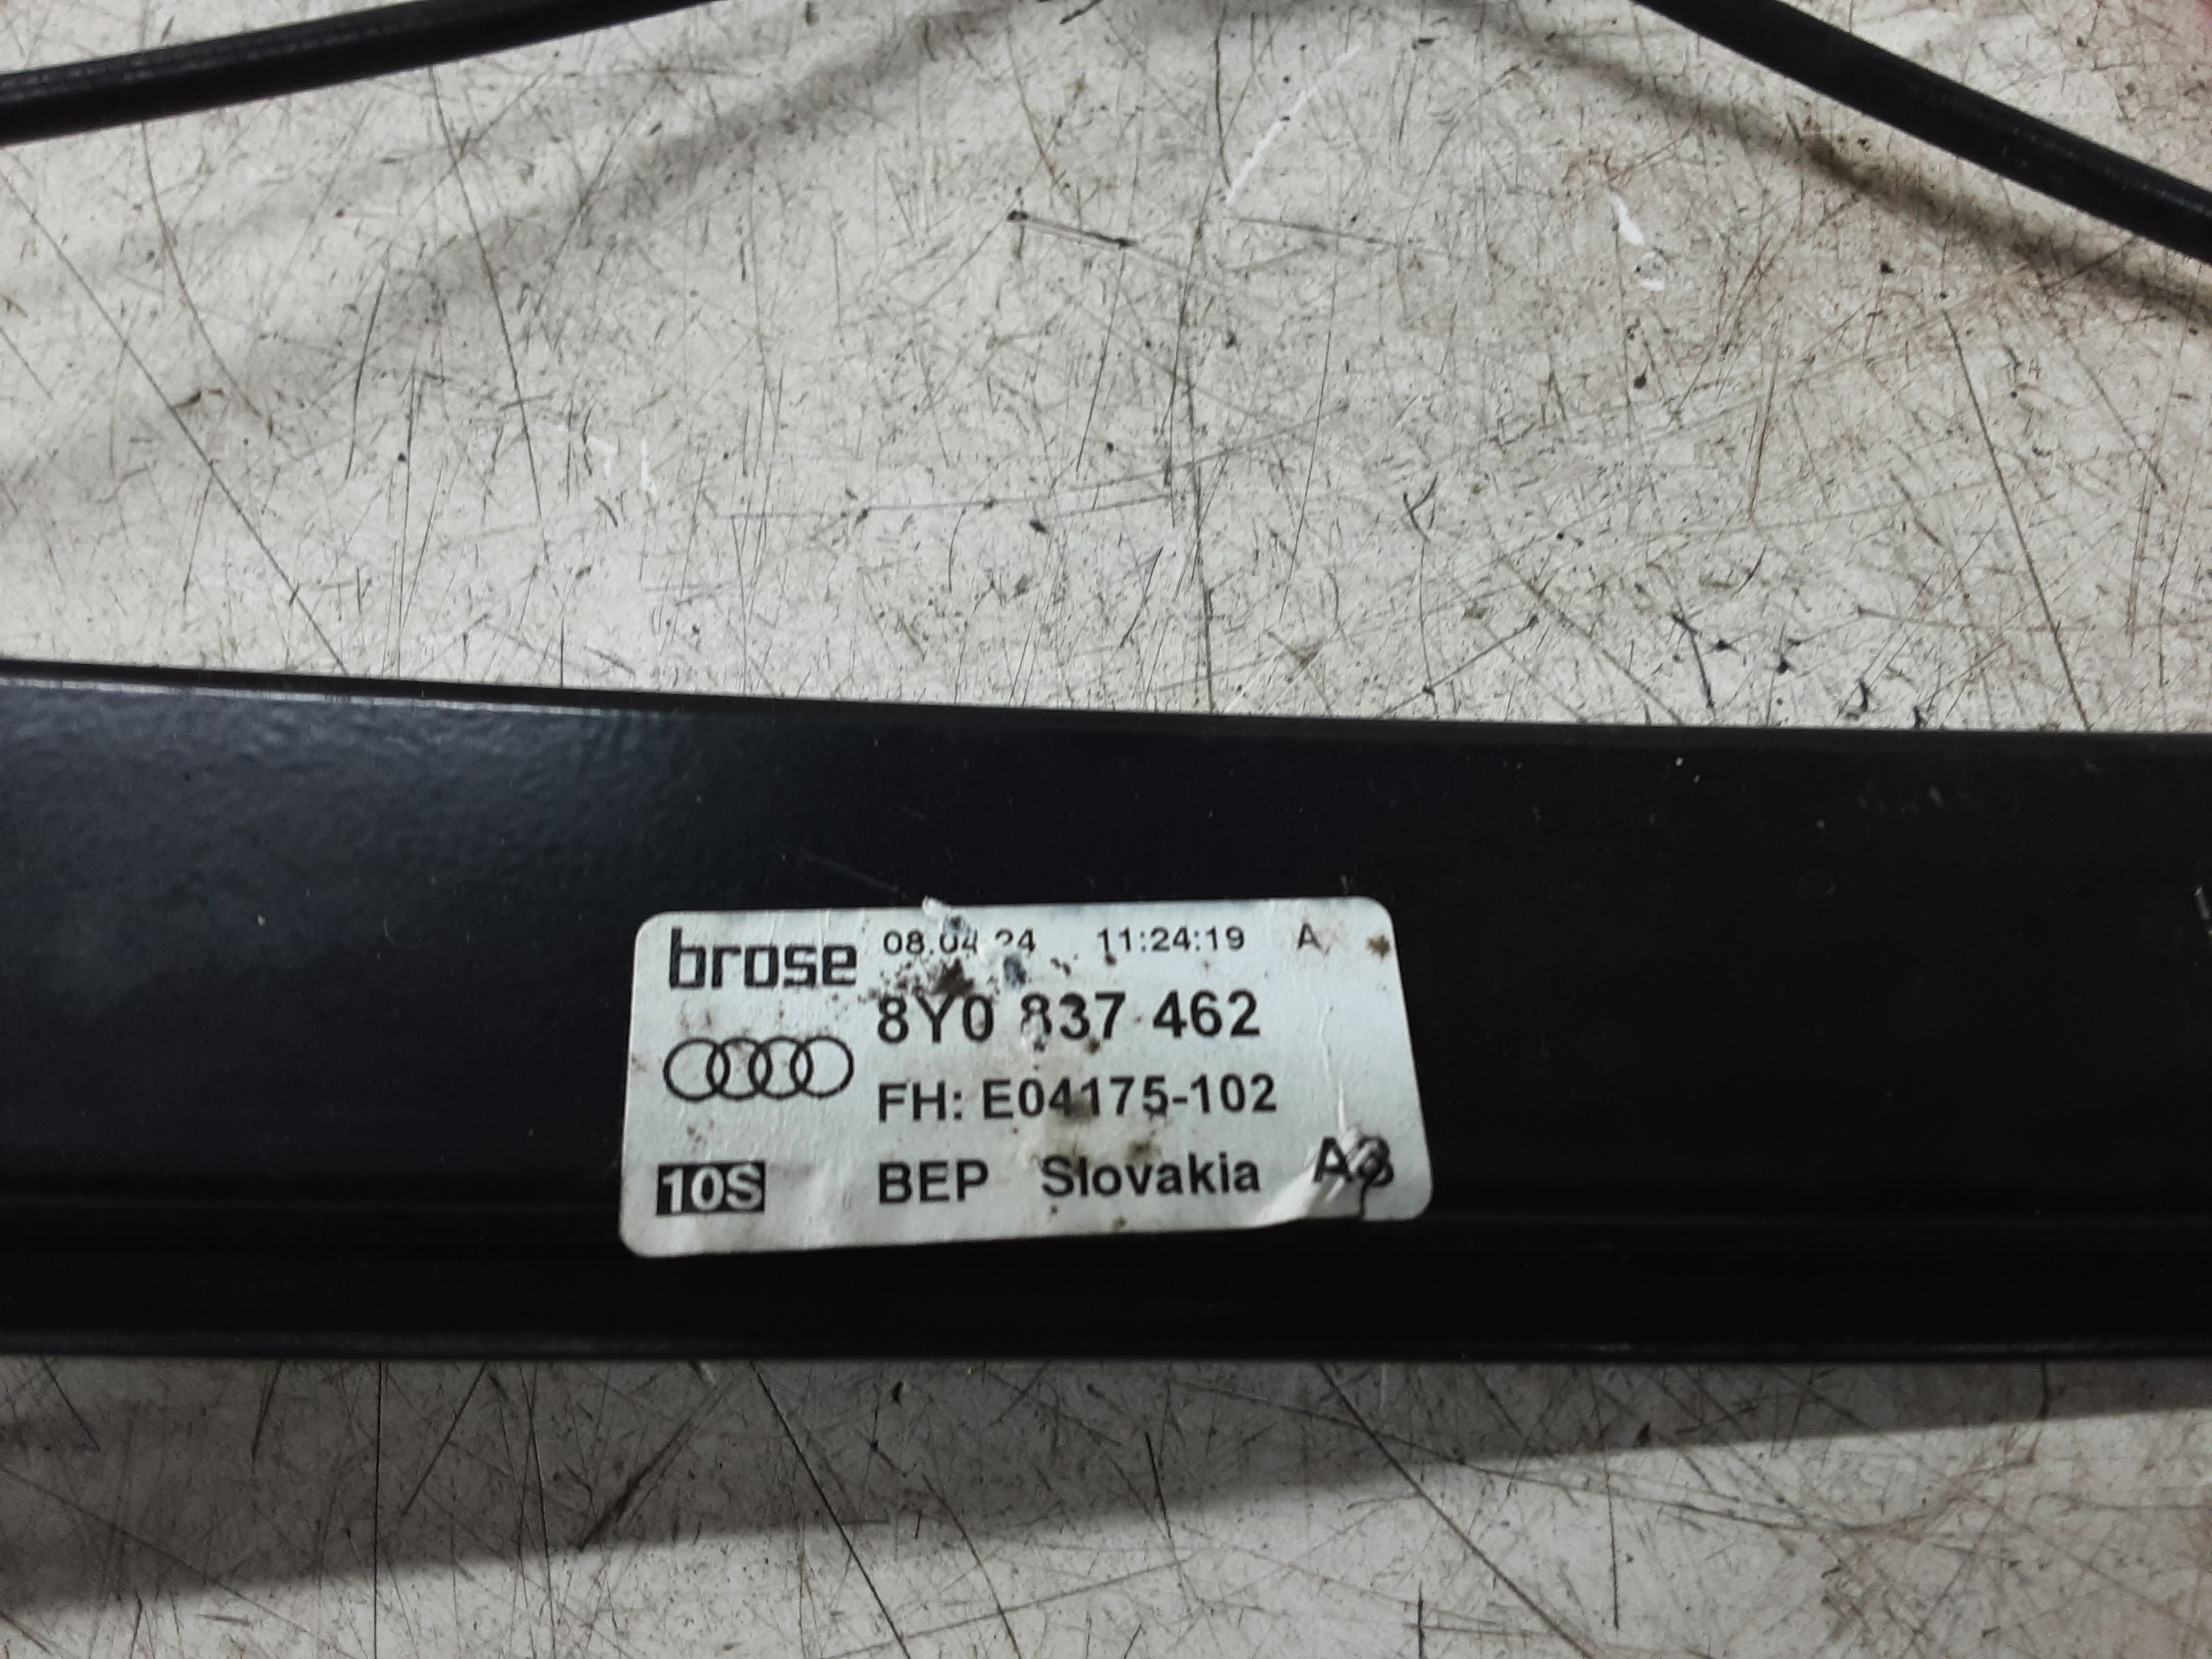 brose 08.04.24 11:24:19 A
8Y0 837 462
FH: E04175-102
10S BEP Slovakia